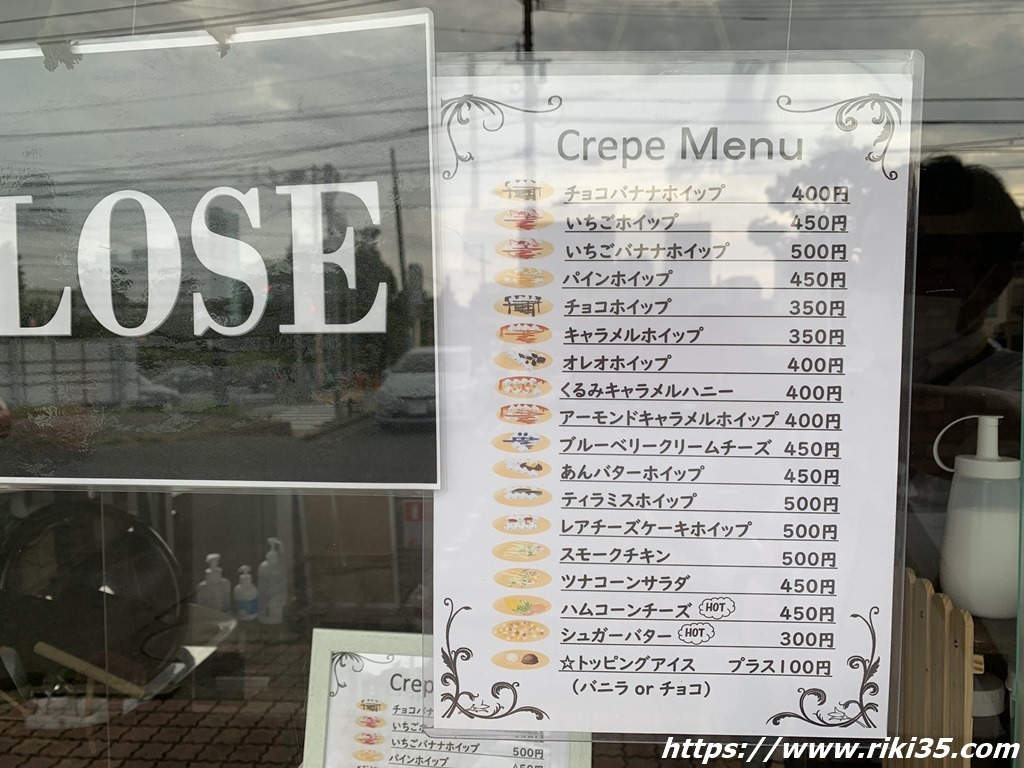 LOSE
Crepe Menu
チョコバナナホイップ 400円
いちごホイップ 450円
いちごバナナホイップ 500円
パインホイップ 450円
チョコホイップ 350円
キャラメルホイップ 350円
オレオホイップ 400円
くるみキャラメルハニー 400円
アーモンドキャラメルホイップ 400円
ブルーベリークリームチーズ 450円
あんバターホイップ 450円
ティラミスホイップ 500円
レアチーズケーキホイップ 500円
スモークチキン 500円
ツナコーンサラダ 450円
ハムコーンチーズ HOT 450円
シュガーバター HOT 300円
☆トッピングアイス プラス100円
(バニラ or チョコ)
Crep
チョコバナ
いちごホ
いちごバナナホイップ 500円
パインホイップ
https://www.riki35.com